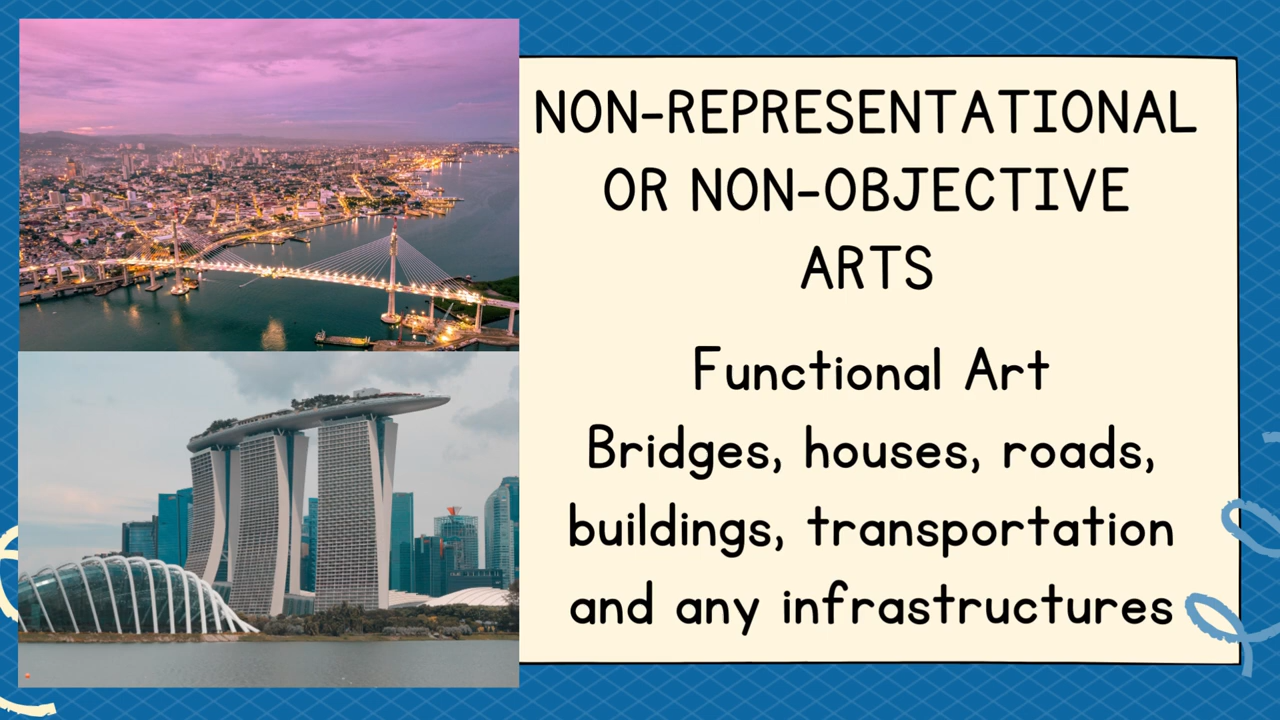 NON-REPRESENTATIONAL
OR NON-OBJECTIVE
ARTS
Functional Art
Bridges, houses, roads,
buildings, transportation
and any infrastructures